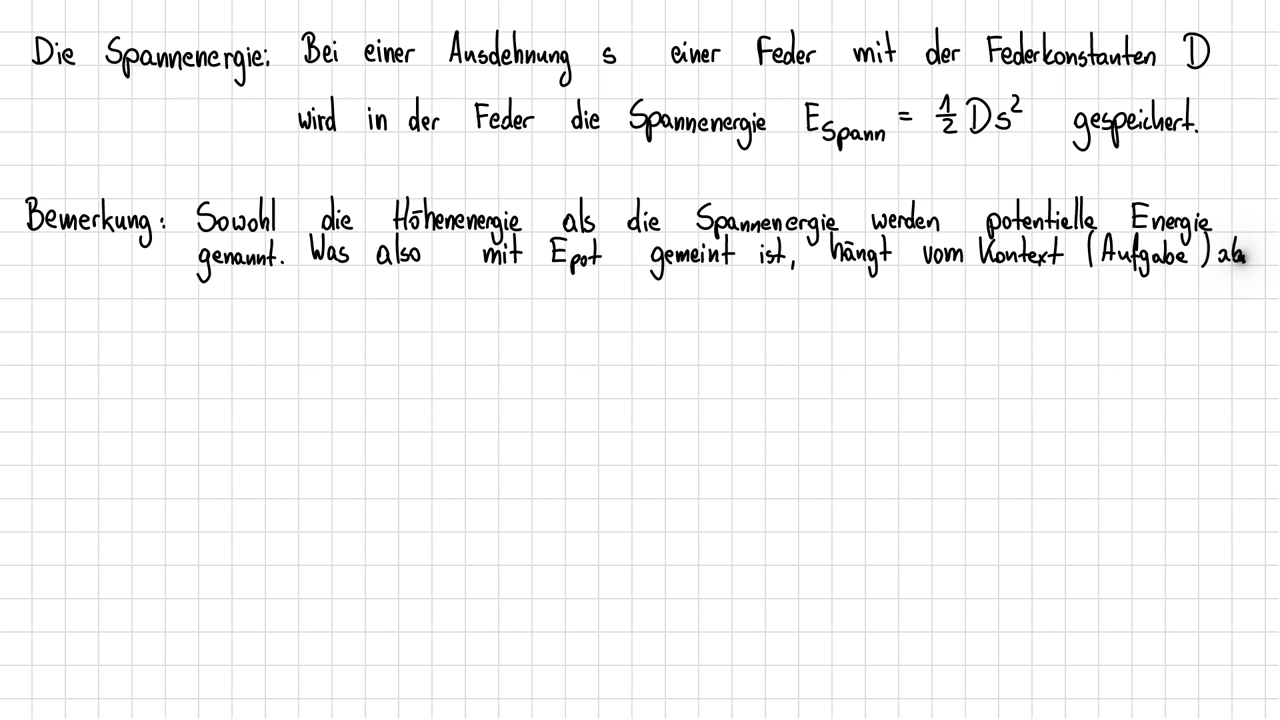 Die Spannenergie: Bei einer Ausdehnung s einer Feder mit der Federkonstanten D
wird in der Feder die Spannenergie E_Spann = 1/2 Ds² gespeichert.
Bemerkung: Sowohl die Höhenenergie als die Spannenergie werden potentielle Energie
genannt. Was also mit E_pot gemeint ist, hängt vom Kontext (Aufgabe) ab